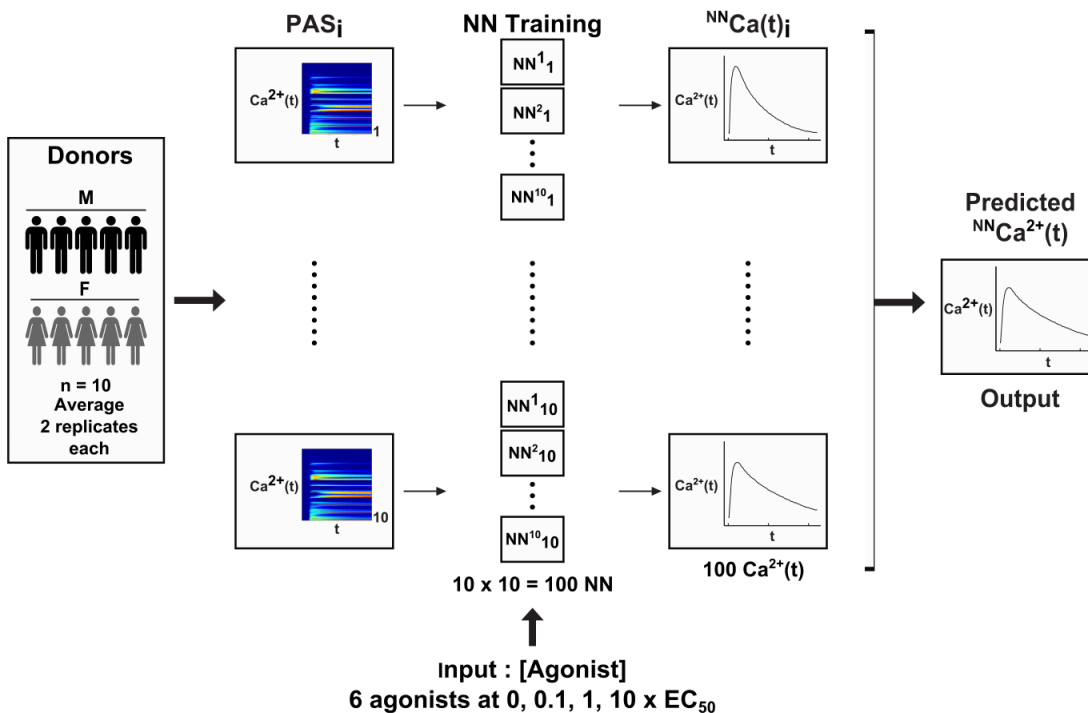 PASi
NN Training
NNCa(t)i
Ca2+(t)
1
t
NN11
NN21
NN101
Ca2+(t)
t
Donors
M
F
n = 10
Average
2 replicates
each
Predicted
NNCa2+(t)
Ca2+(t)
t
Output
Ca2+(t)
10
t
NN110
NN210
NN1010
Ca2+(t)
t
10 x 10 = 100 NN
100 Ca2+(t)
Input : [Agonist]
6 agonists at 0, 0.1, 1, 10 x EC50